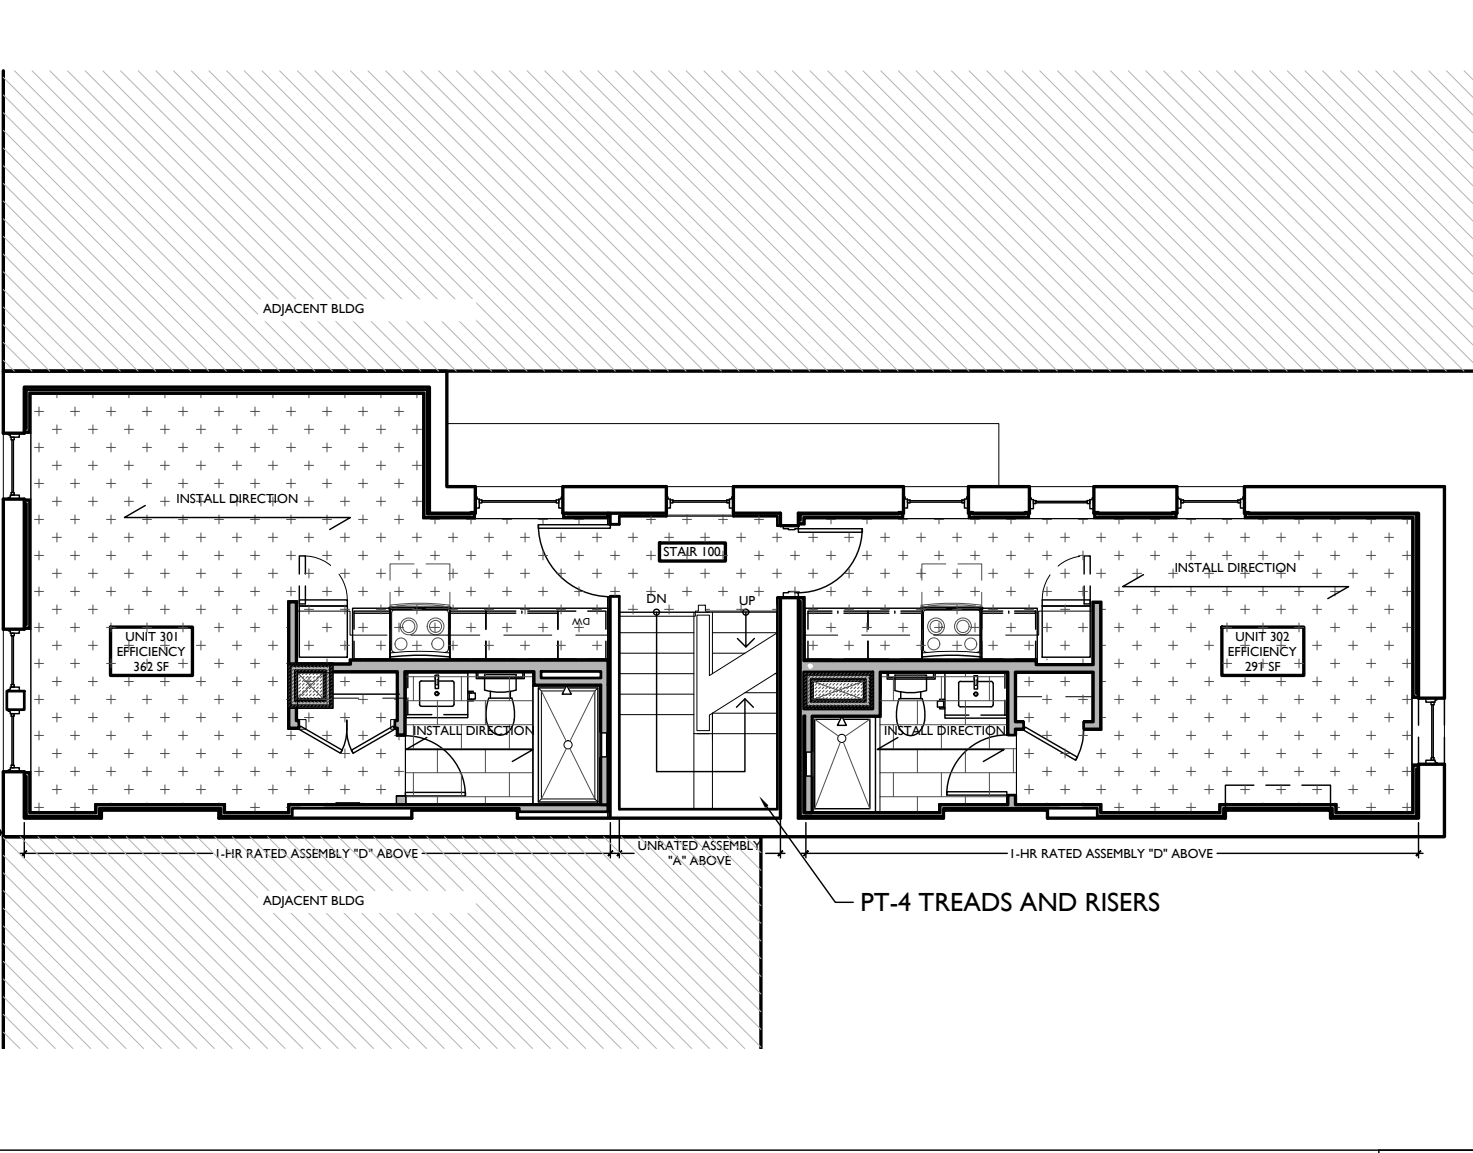 ADJACENT BLDG
INSTALL DIRECTION
STAIR 100
INSTALL DIRECTION
DN
UP
DW
UNIT 301
EFFICIENCY
362 SF
UNIT 302
EFFICIENCY
291 SF
INSTALL DIRECTION
INSTALL DIRECTION
1-HR RATED ASSEMBLY "D" ABOVE
UNRATED ASSEMBLY
"A" ABOVE
1-HR RATED ASSEMBLY "D" ABOVE
ADJACENT BLDG
PT-4 TREADS AND RISERS